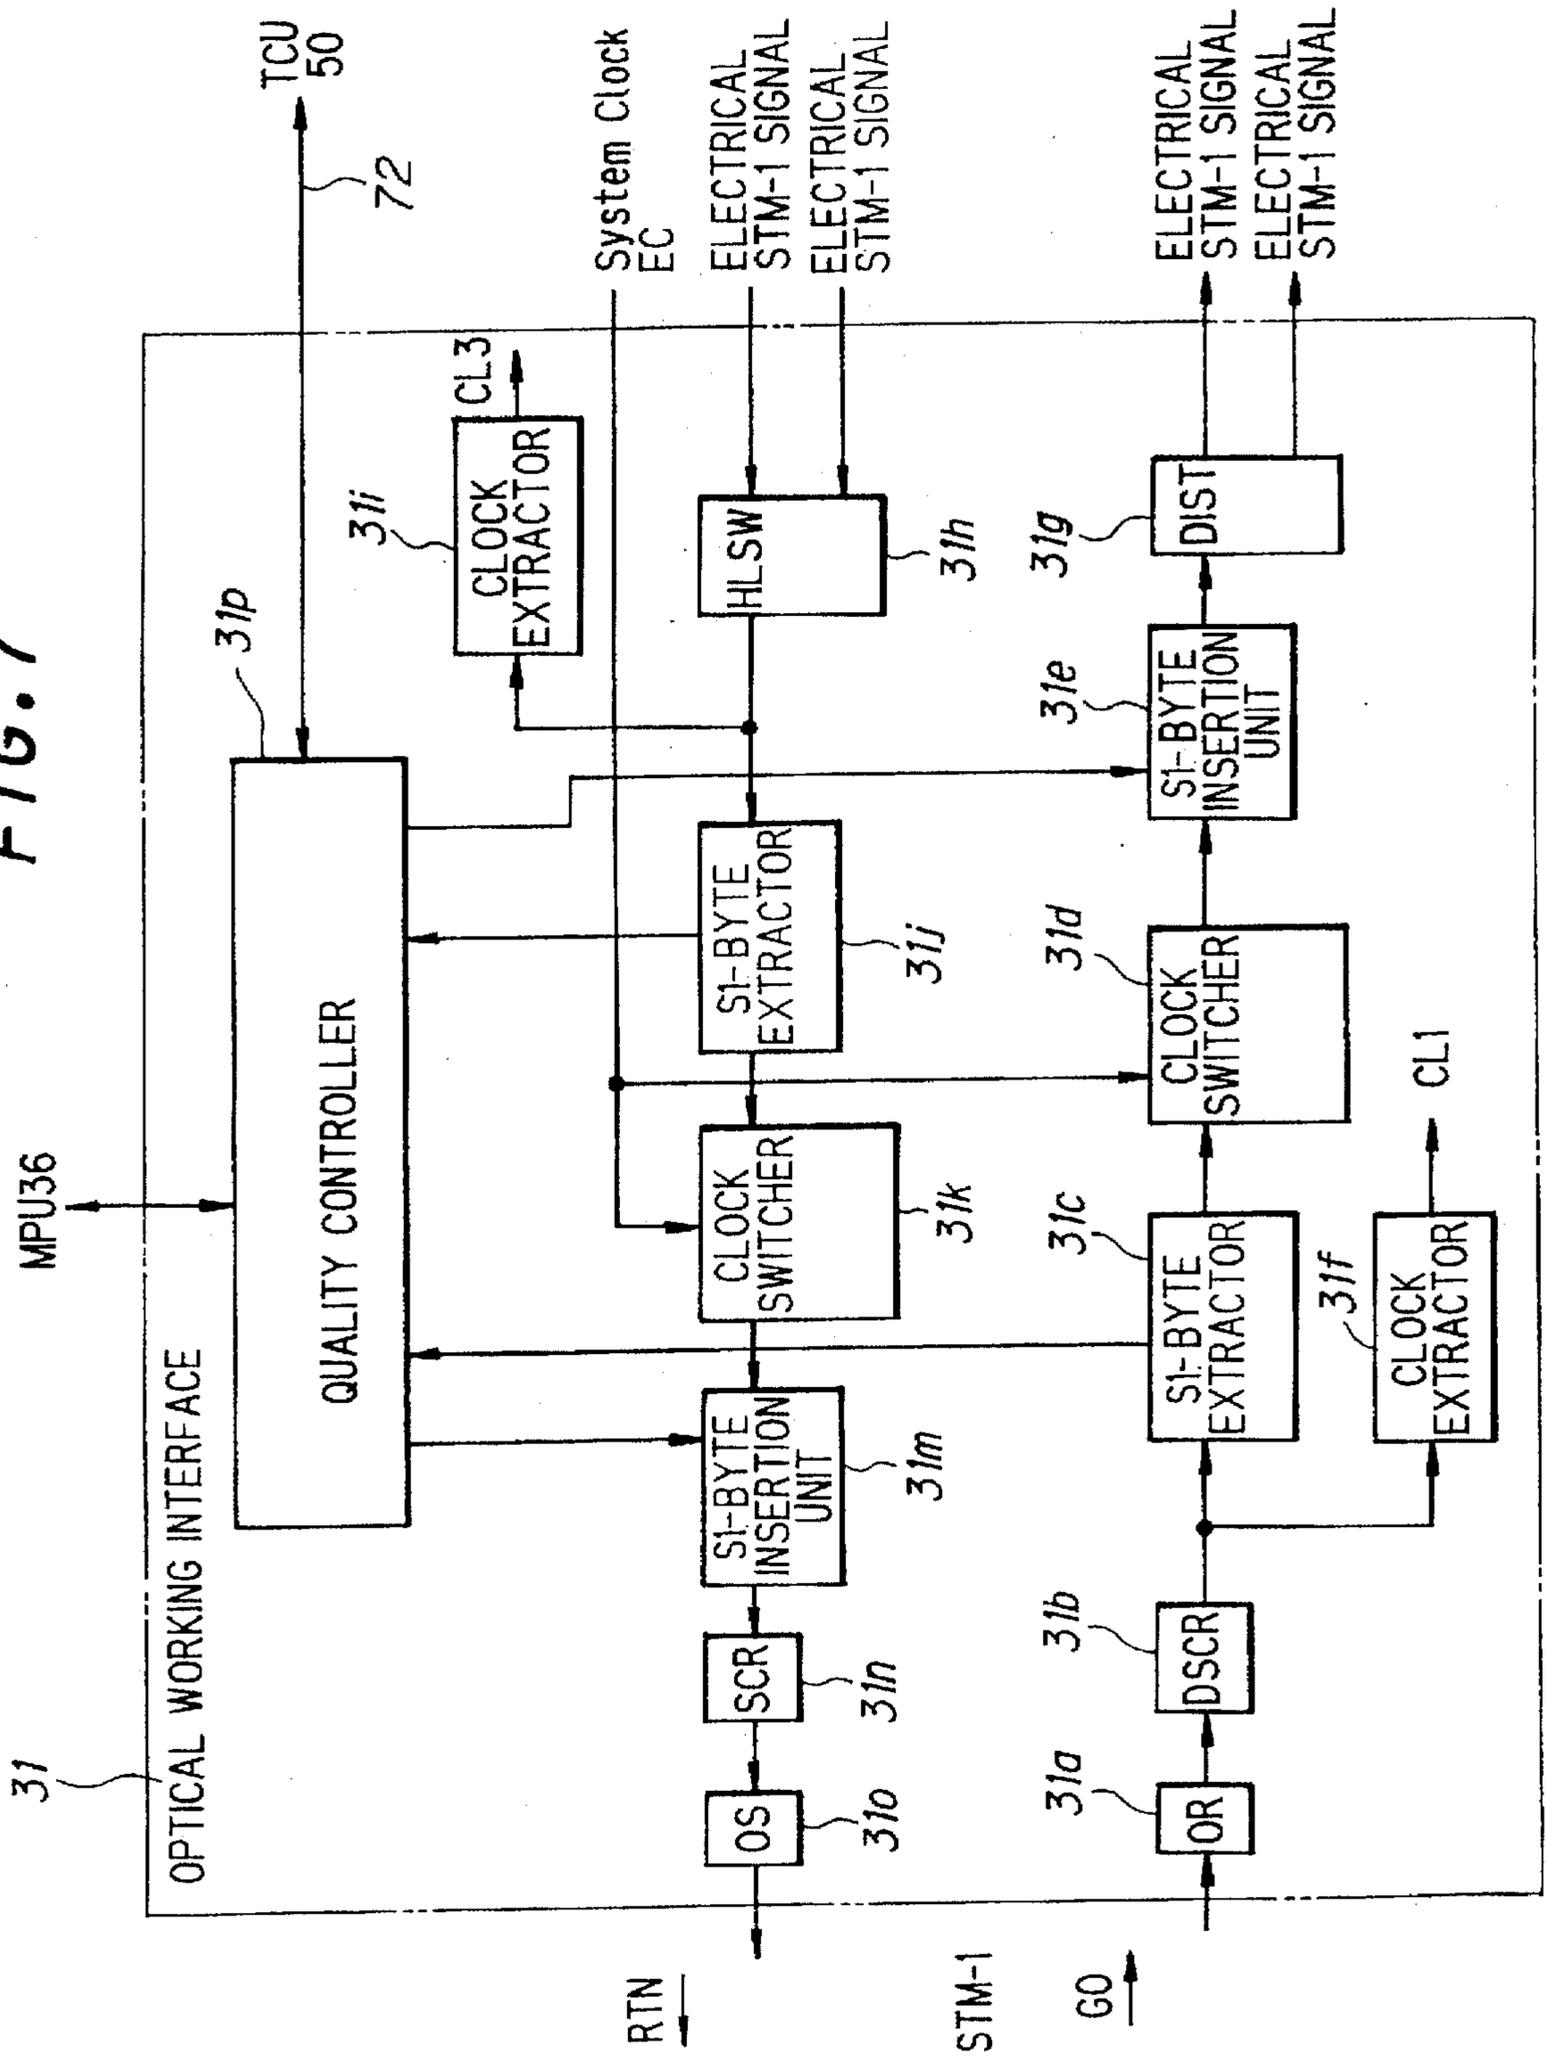 FIG. 7
31
OPTICAL WORKING INTERFACE
MPU36
QUALITY CONTROLLER
31p
TCU
50
72
31i
CLOCK
EXTRACTOR
CL3
System Clock
EC
ELECTRICAL
STM-1 SIGNAL
ELECTRICAL
STM-1 SIGNAL
RTN
OS
31o
SCR
31n
S1-BYTE
INSERTION
UNIT
31m
CLOCK
SWITCHER
31k
S1-BYTE
EXTRACTOR
31j
HLSW
31h
STM-1
GO
OR
31a
DSCR
31b
S1-BYTE
EXTRACTOR
31c
CLOCK
SWITCHER
31d
S1-BYTE
INSERTION
UNIT
31e
DIST
31g
ELECTRICAL
STM-1 SIGNAL
ELECTRICAL
STM-1 SIGNAL
CLOCK
EXTRACTOR
31f
CL1